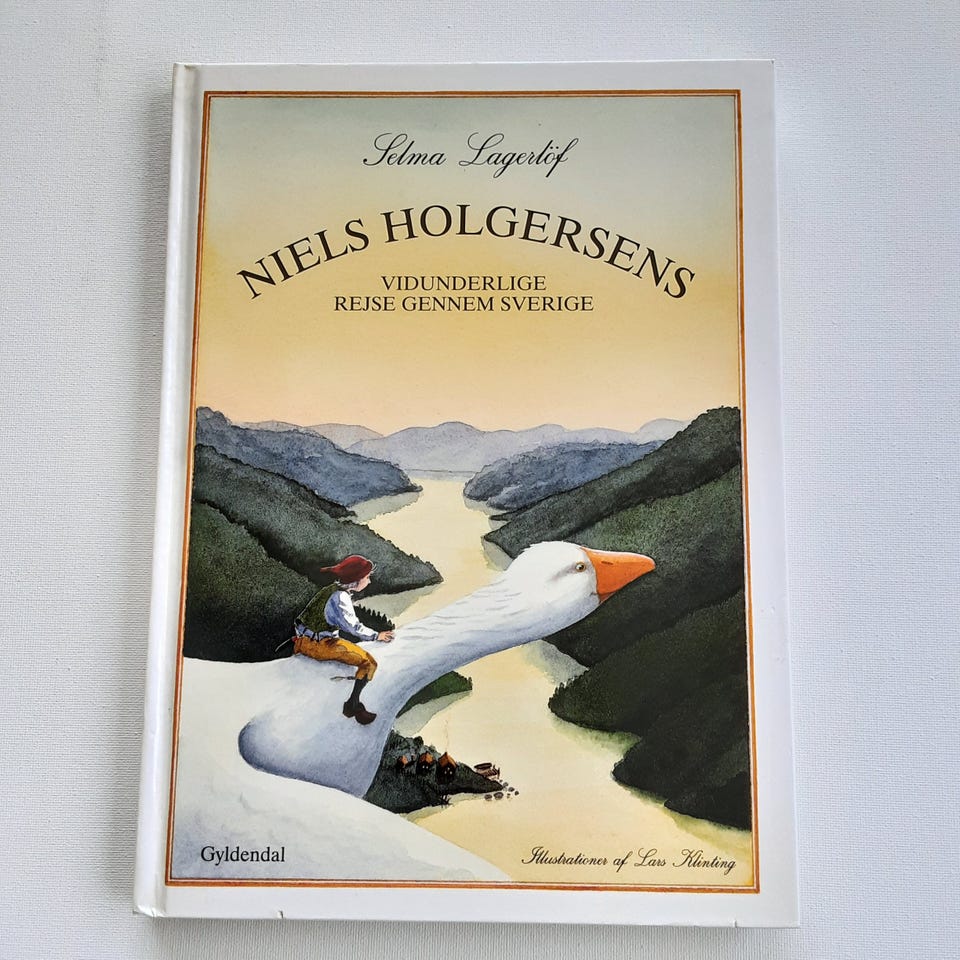 Selma Lagerlöf
NIELS HOLGERSENS
VIDUNDERLIGE
REJSE GENNEM SVERIGE
Gyldendal
Illustrationer af Lars Klinting